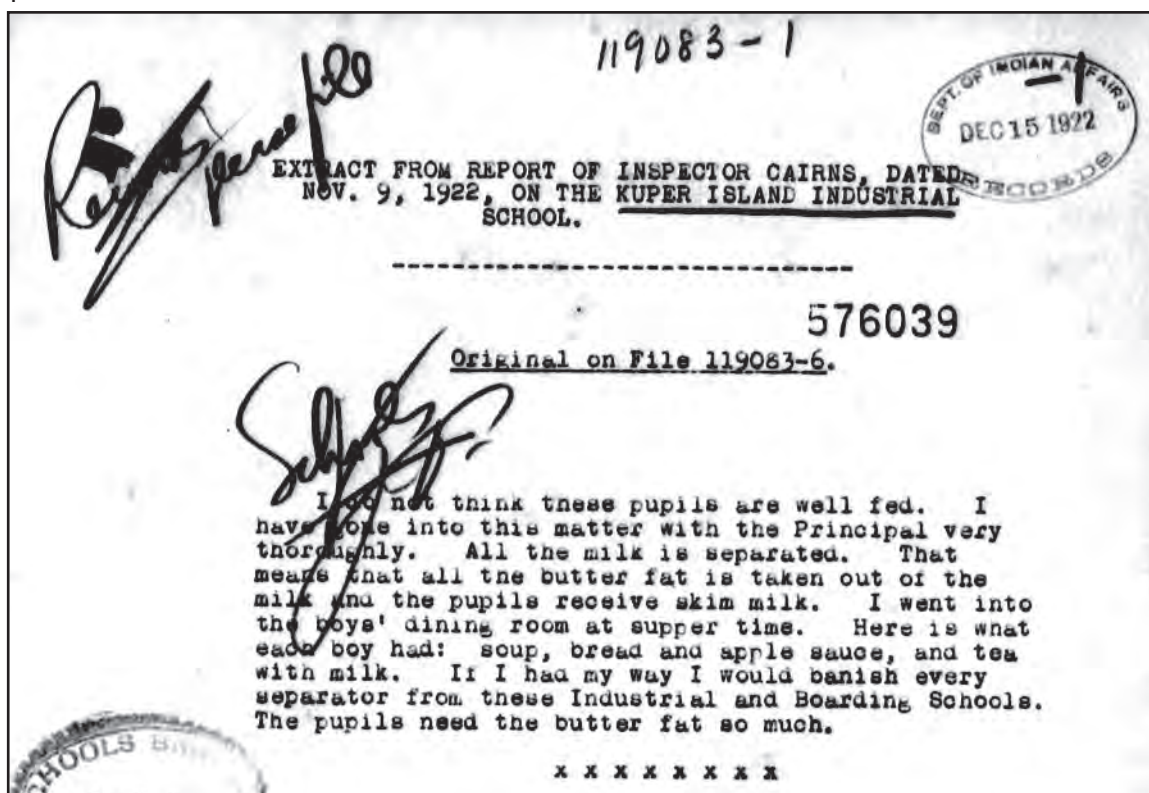 119083-1
DEPT. OF INDIAN AFFAIRS
DEC 15 1922
RECORDS
please file
EXTRACT FROM REPORT OF INSPECTOR CAIRNS, DATED
NOV. 9, 1922, ON THE KUPER ISLAND INDUSTRIAL
SCHOOL.
--------------------------------
576039
Original on File 119083-6.
Schools
I do not think these pupils are well fed. I
have gone into this matter with the Principal very
thoroughly. All the milk is separated. That
means that all the butter fat is taken out of the
milk and the pupils receive skim milk. I went into
the boys' dining room at supper time. Here is what
each boy had: soup, bread and apple sauce, and tea
with milk. If I had my way I would banish every
separator from these Industrial and Boarding Schools.
The pupils need the butter fat so much.
x x x x x x x x
SCHOOLS